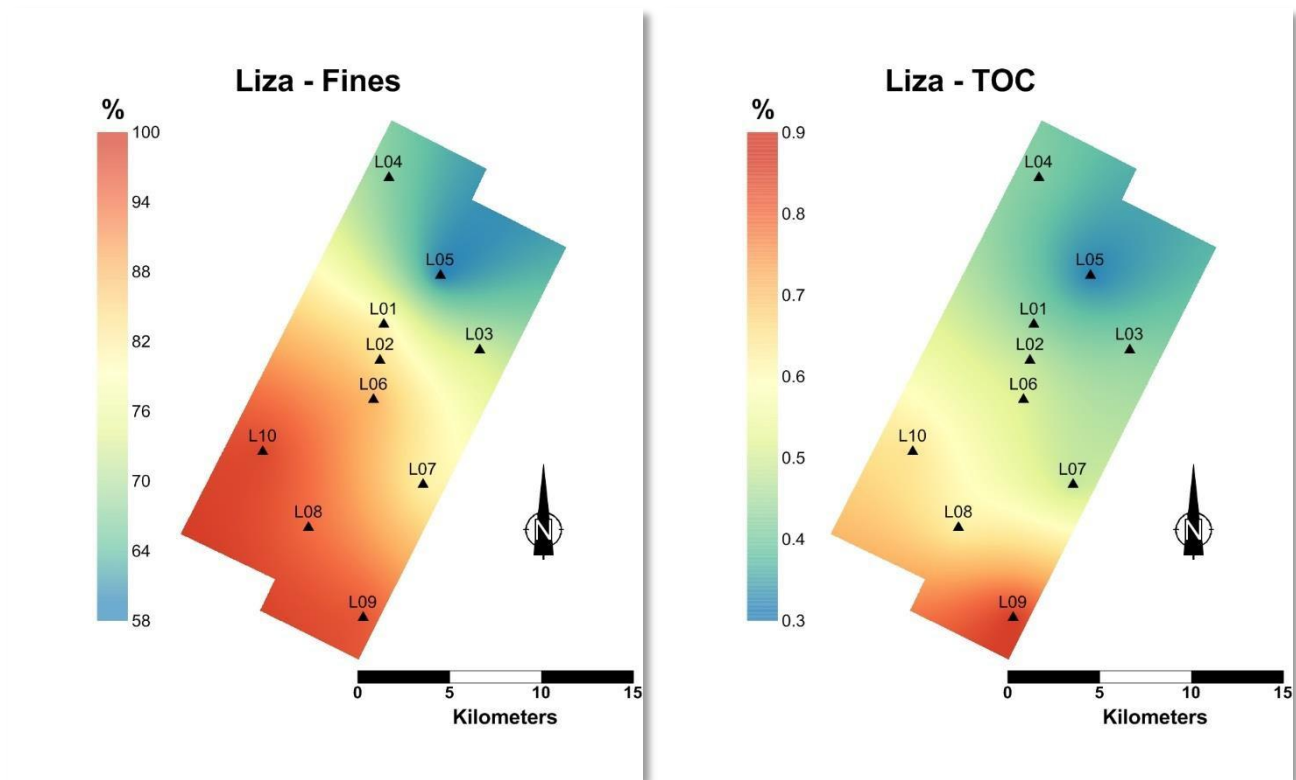 Liza - Fines
%
100
94
88
82
76
70
64
58
L04
L05
L01
L03
L02
L06
L10
L07
L08
L09
N
0 5 10 15
Kilometers
Liza - TOC
%
0.9
0.8
0.7
0.6
0.5
0.4
0.3
L04
L05
L01
L03
L02
L06
L10
L07
L08
L09
N
0 5 10 15
Kilometers